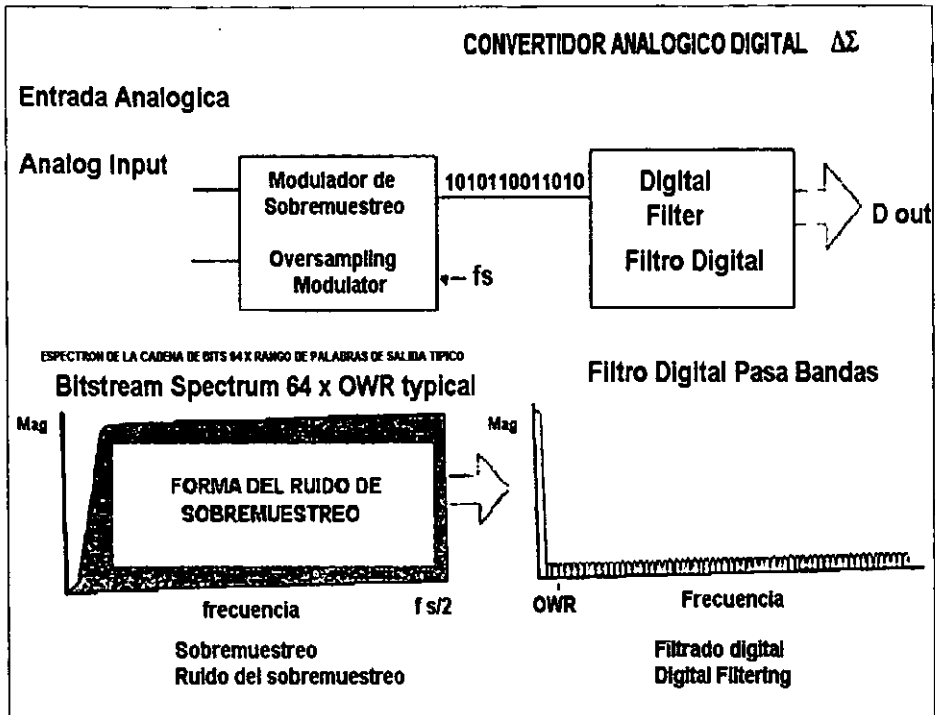 CONVERTIDOR ANALOGICO DIGITAL ΔΣ
Entrada Analogica
Analog Input
Modulador de
Sobremuestreo
Oversampling
Modulator
1010110011010
fs
Digital
Filter
Filtro Digital
D out
ESPECTRON DE LA CADENA DE BITS 64 X RANGO DE PALABRAS DE SALIDA TIPICO
Bitstream Spectrum 64 x OWR typical
Filtro Digital Pasa Bandas
Mag
FORMA DEL RUIDO DE
SOBREMUESTREO
frecuencia
f s/2
Mag
OWR
Frecuencia
Sobremuestreo
Ruido del sobremuestreo
Filtrado digital
Digital Filtering